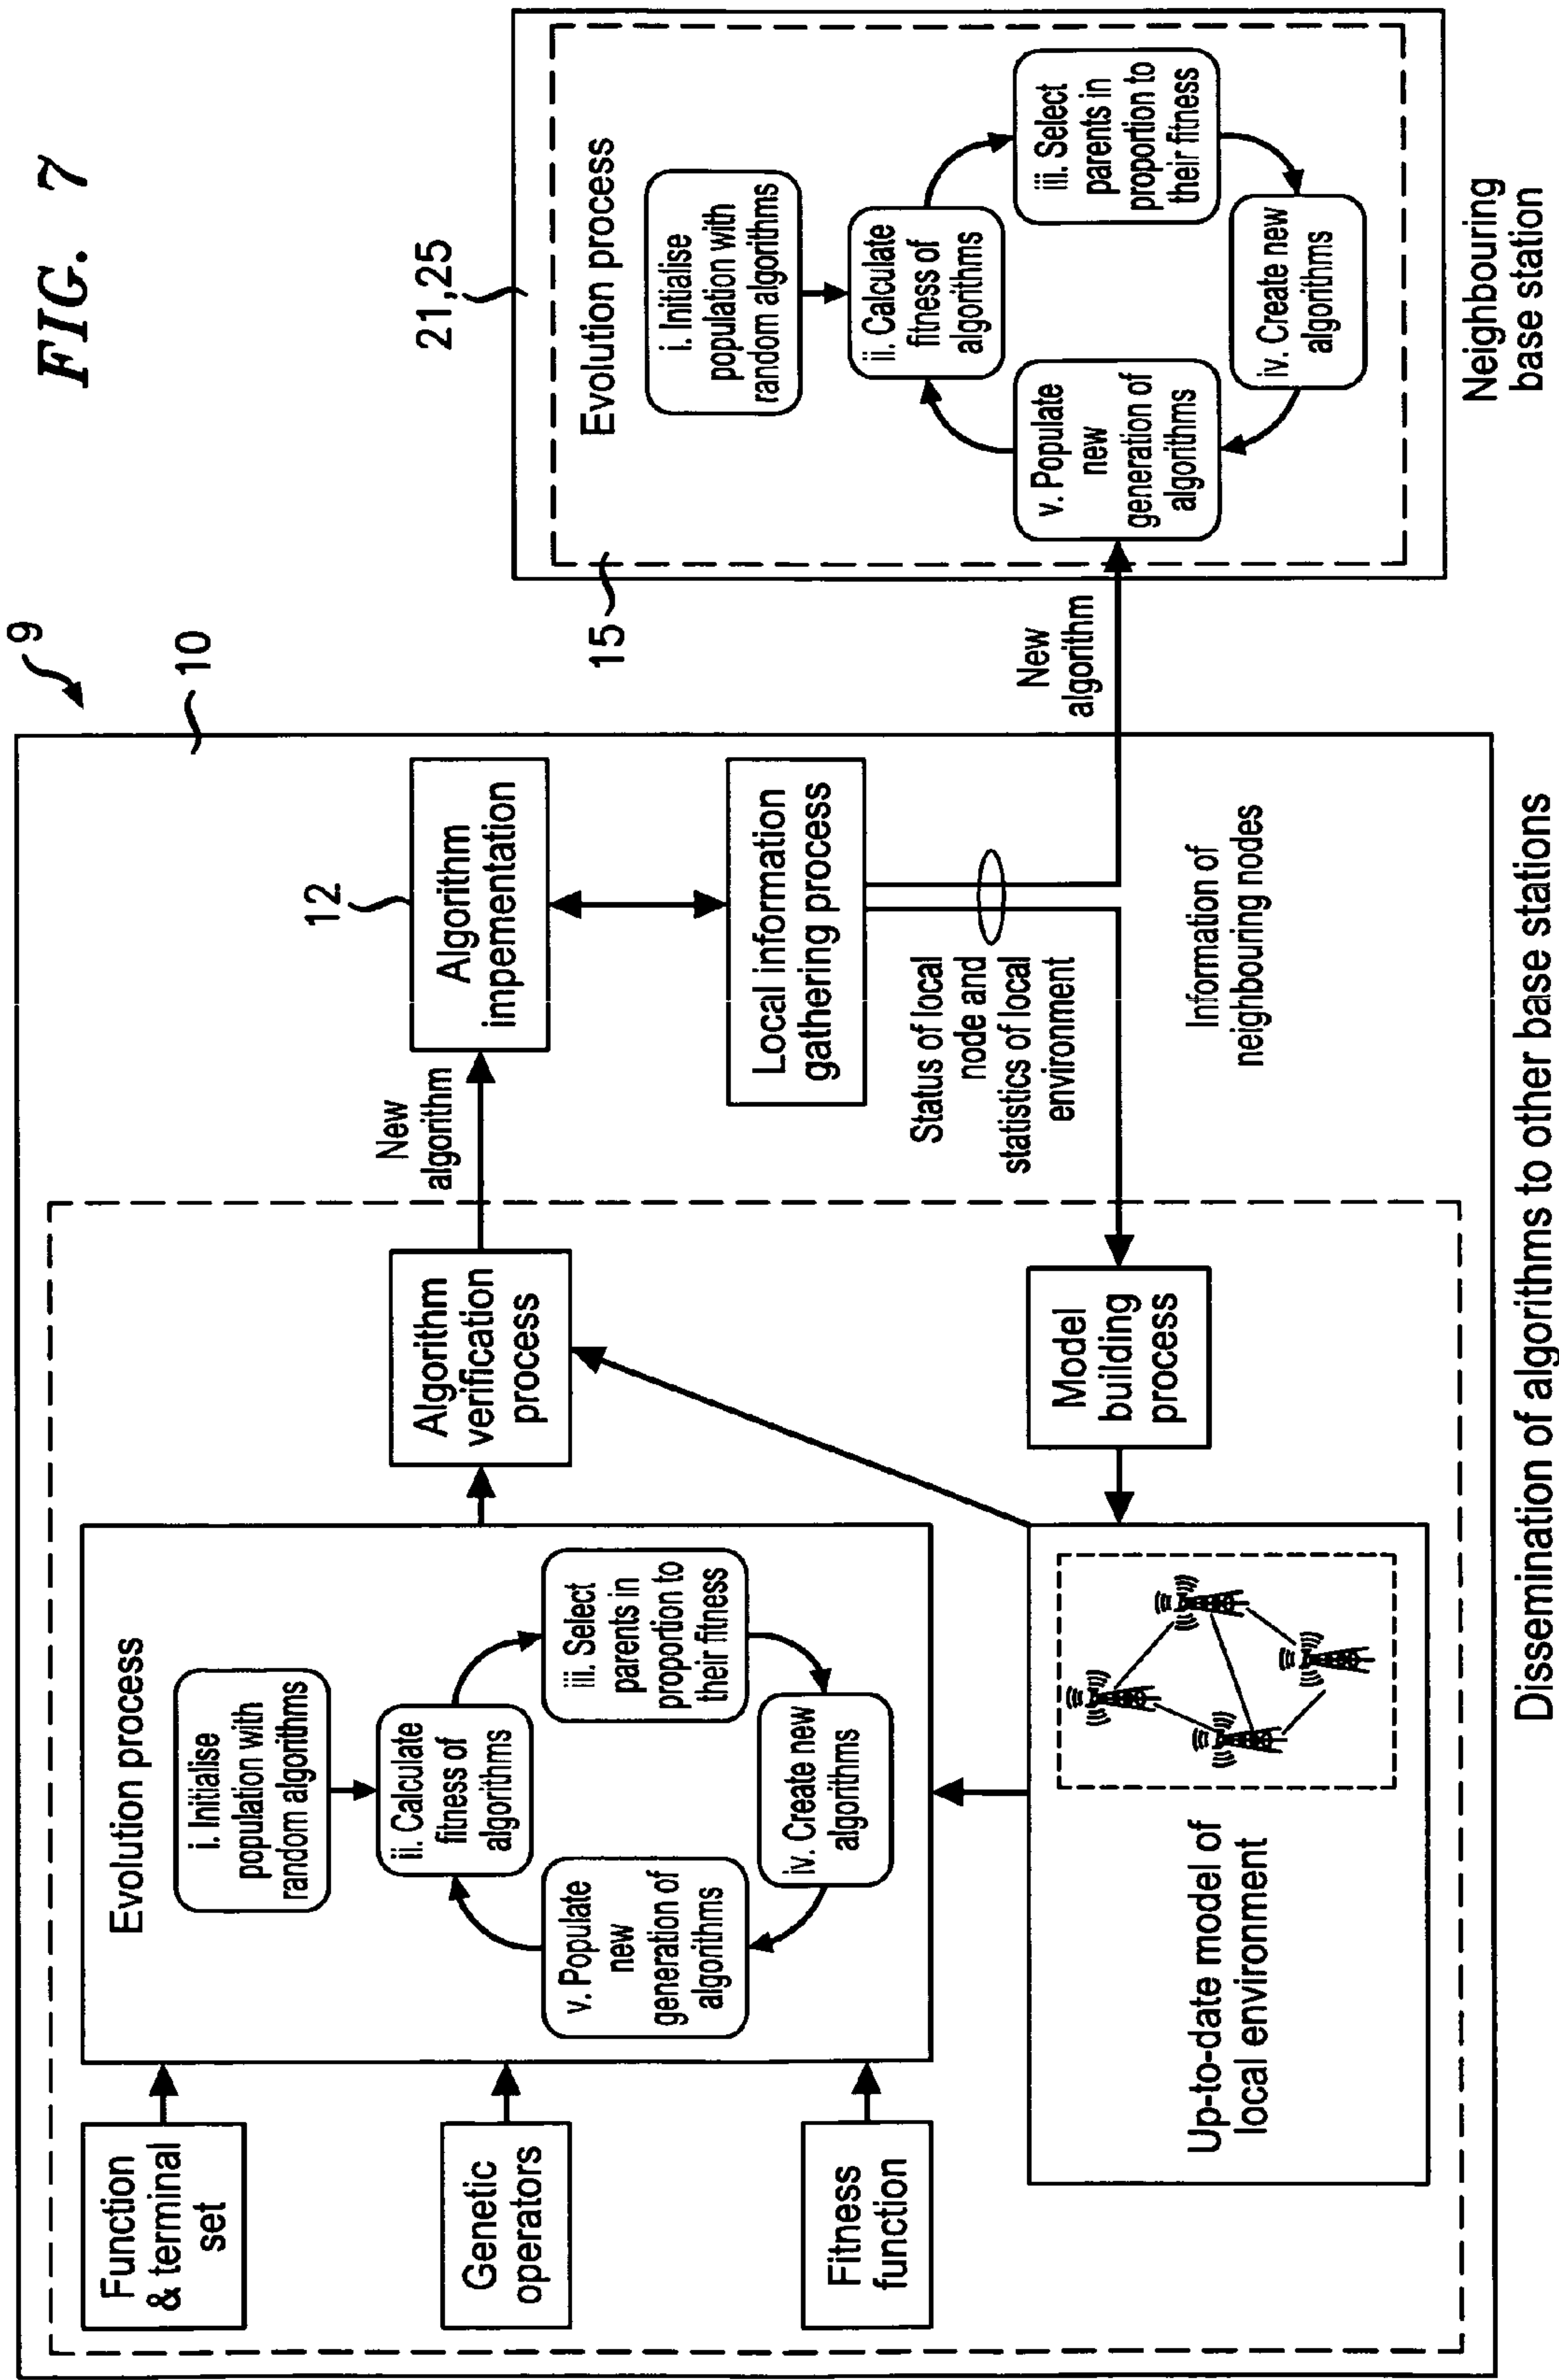 FIG. 7
9
10
Function
& terminal
set
Genetic
operators
Fitness
function
Evolution process
i. Initialise
population with
random algorithms
ii. Calculate
fitness of
algorithms
iii. Select
parents in
proportion to
their fitness
iv. Create new
algorithms
v. Populate
new
generation of
algorithms
Up-to-date model of
local environment
Algorithm
verification
process
Model
building
process
New
algorithm
12
Algorithm
impementation
Local information
gathering process
Status of local
node and
statistics of local
environment
Information of
neighbouring nodes
New
algorithm
15
21,25
Evolution process
i. Initialise
population with
random algorithms
ii. Calculate
fitness of
algorithms
iii. Select
parents in
proportion to
their fitness
iv. Create new
algorithms
v. Populate
new
generation of
algorithms
Neighbouring
base station
Dissemination of algorithms to other base stations